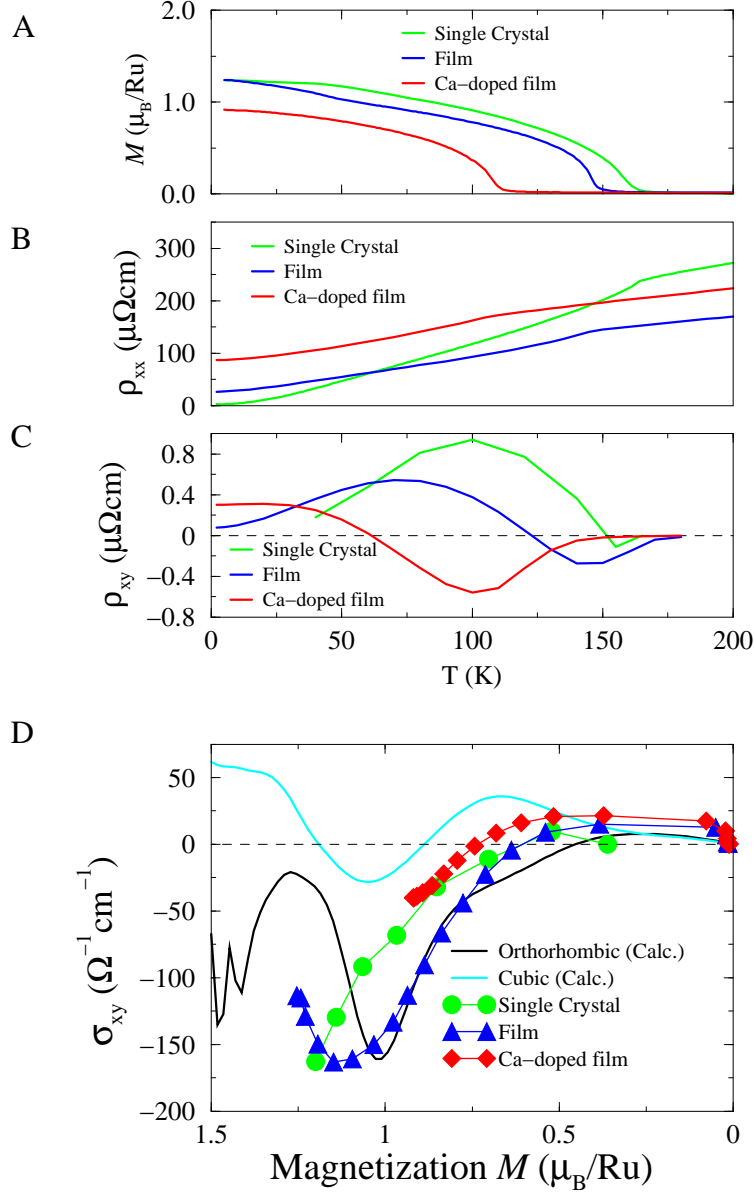 A
2.0
1.0
0.0
M (μB/Ru)
Single Crystal
Film
Ca−doped film
B
300
200
100
0
ρxx (μΩcm)
Single Crystal
Film
Ca−doped film
C
0.8
0.4
0
−0.4
−0.8
ρxy (μΩcm)
Single Crystal
Film
Ca−doped film
0 50 100 150 200
T (K)
D
50
0
−50
−100
−150
−200
σxy (Ω−1cm−1)
Orthorhombic (Calc.)
Cubic (Calc.)
Single Crystal
Film
Ca−doped film
1.5 1 0.5 0
Magnetization M (μB/Ru)